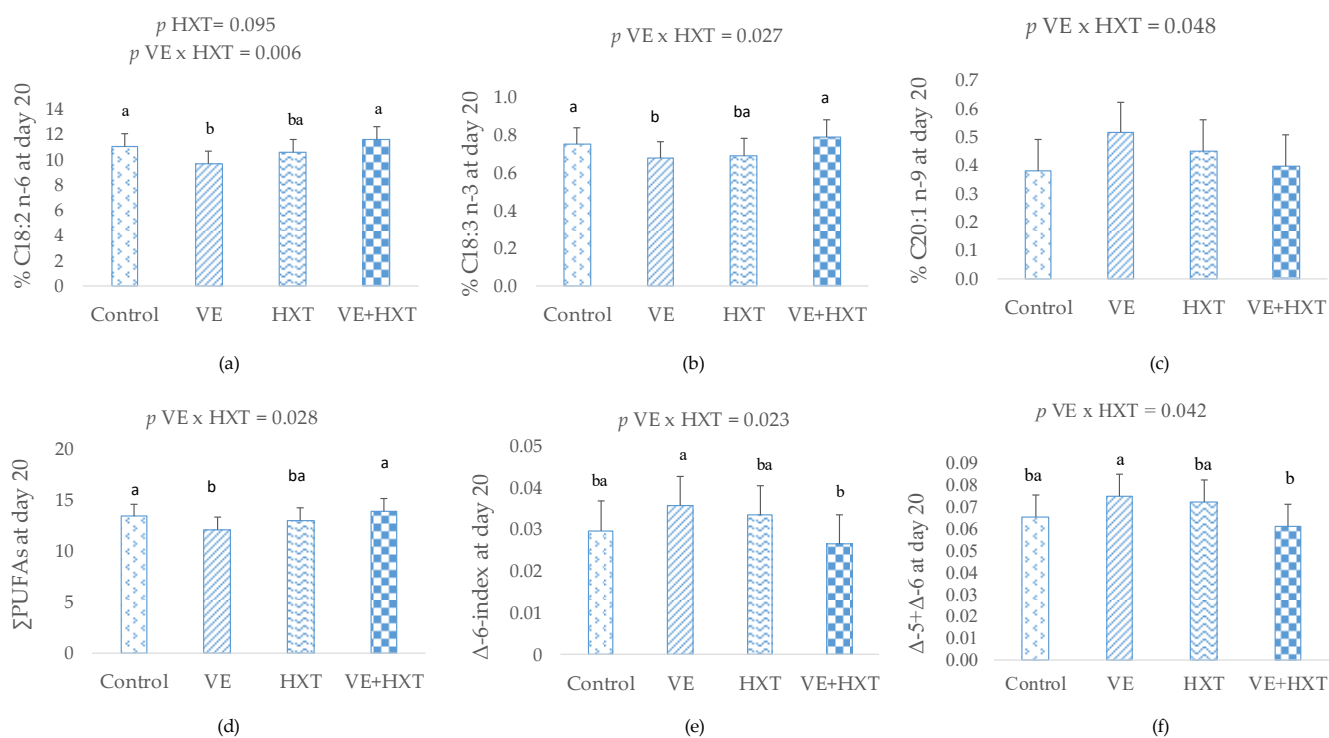 p HXT= 0.095
p VE x HXT = 0.006
% C18:2 n-6 at day 20
14
12
10
8
6
4
2
0
a
b
ba
a
Control VE HXT VE+HXT
(a)
p VE x HXT = 0.027
% C18:3 n-3 at day 20
1.0
0.8
0.6
0.4
0.2
0.0
a
b
ba
a
Control VE HXT VE+HXT
(b)
p VE x HXT = 0.048
% C20:1 n-9 at day 20
0.7
0.6
0.5
0.4
0.3
0.2
0.1
0.0
Control VE HXT VE+HXT
(c)
p VE x HXT = 0.028
∑PUFAs at day 20
20
15
10
5
0
a
b
ba
a
Control VE HXT VE+HXT
(d)
p VE x HXT = 0.023
Δ-6-index at day 20
0.05
0.04
0.03
0.02
0.01
0
ba
a
ba
b
Control VE HXT VE+HXT
(e)
p VE x HXT = 0.042
Δ-5+Δ-6 at day 20
0.09
0.08
0.07
0.06
0.05
0.04
0.03
0.02
0.01
0.00
ba
a
ba
b
Control VE HXT VE+HXT
(f)